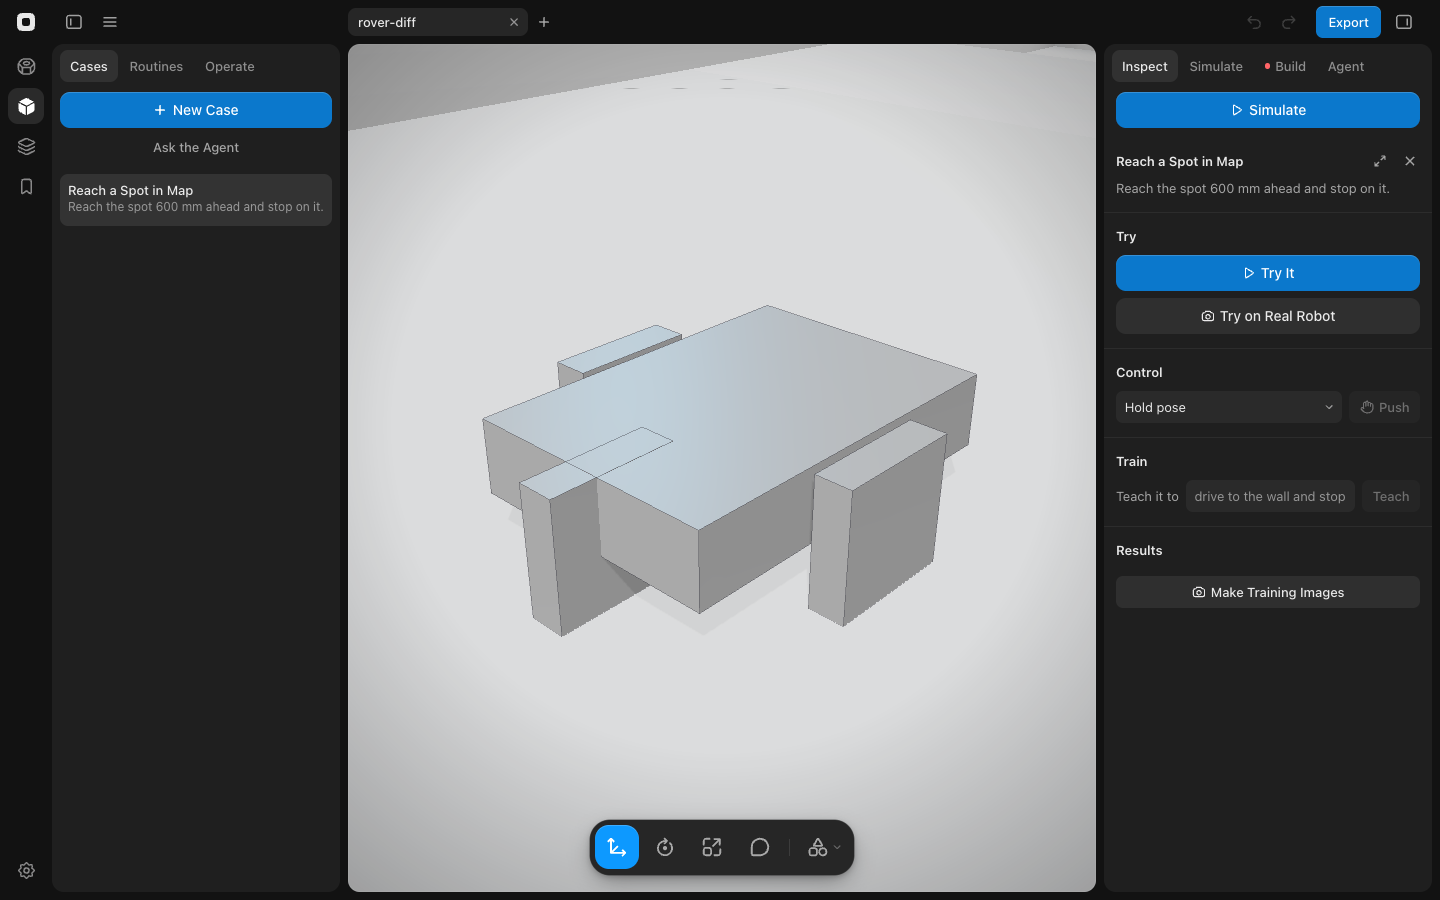 rover-diff
Export
Cases
Routines
Operate
New Case
Ask the Agent
Reach a Spot in Map
Reach the spot 600 mm ahead and stop on it.
Inspect
Simulate
Build
Agent
Simulate
Reach a Spot in Map
Reach the spot 600 mm ahead and stop on it.
Try
Try It
Try on Real Robot
Control
Hold pose
Push
Train
Teach it to
drive to the wall and stop
Teach
Results
Make Training Images